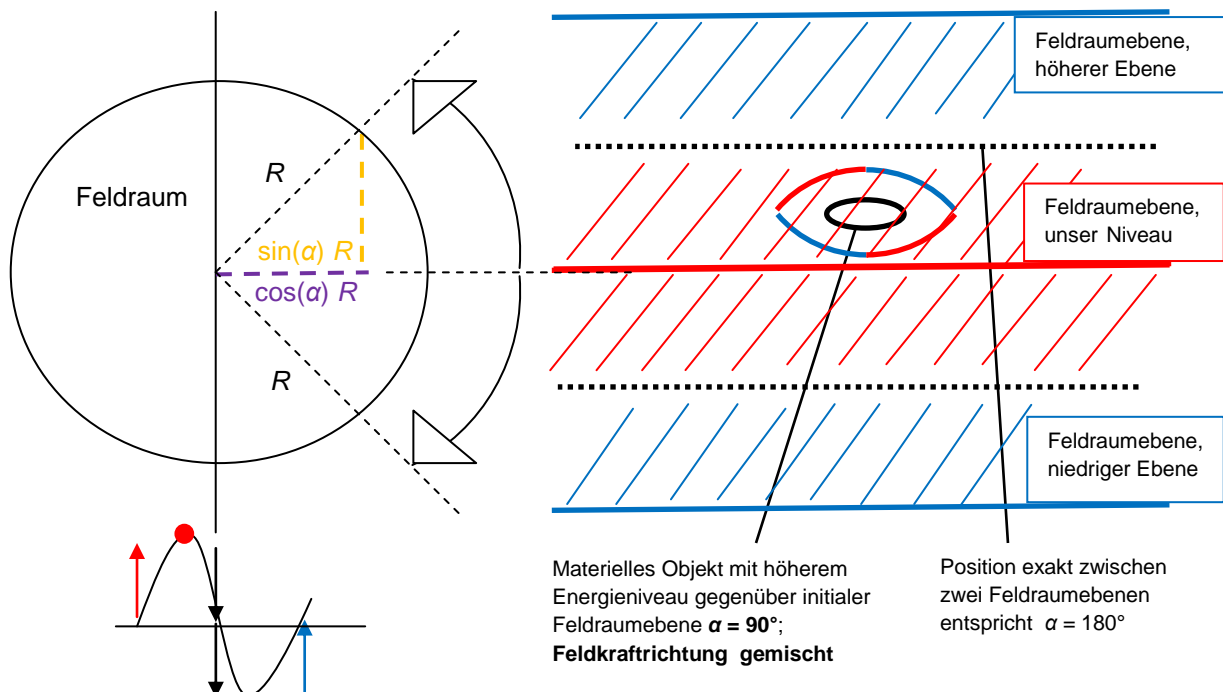 Feldraum
R
sin(α) R
cos(α) R
R
Feldraumebene,
höherer Ebene
Feldraumebene,
unser Niveau
Feldraumebene,
niedriger Ebene
Materielles Objekt mit höherem
Energieniveau gegenüber initialer
Feldraumebene α = 90°;
Feldkraftrichtung gemischt
Position exakt zwischen
zwei Feldraumebenen
entspricht α = 180°